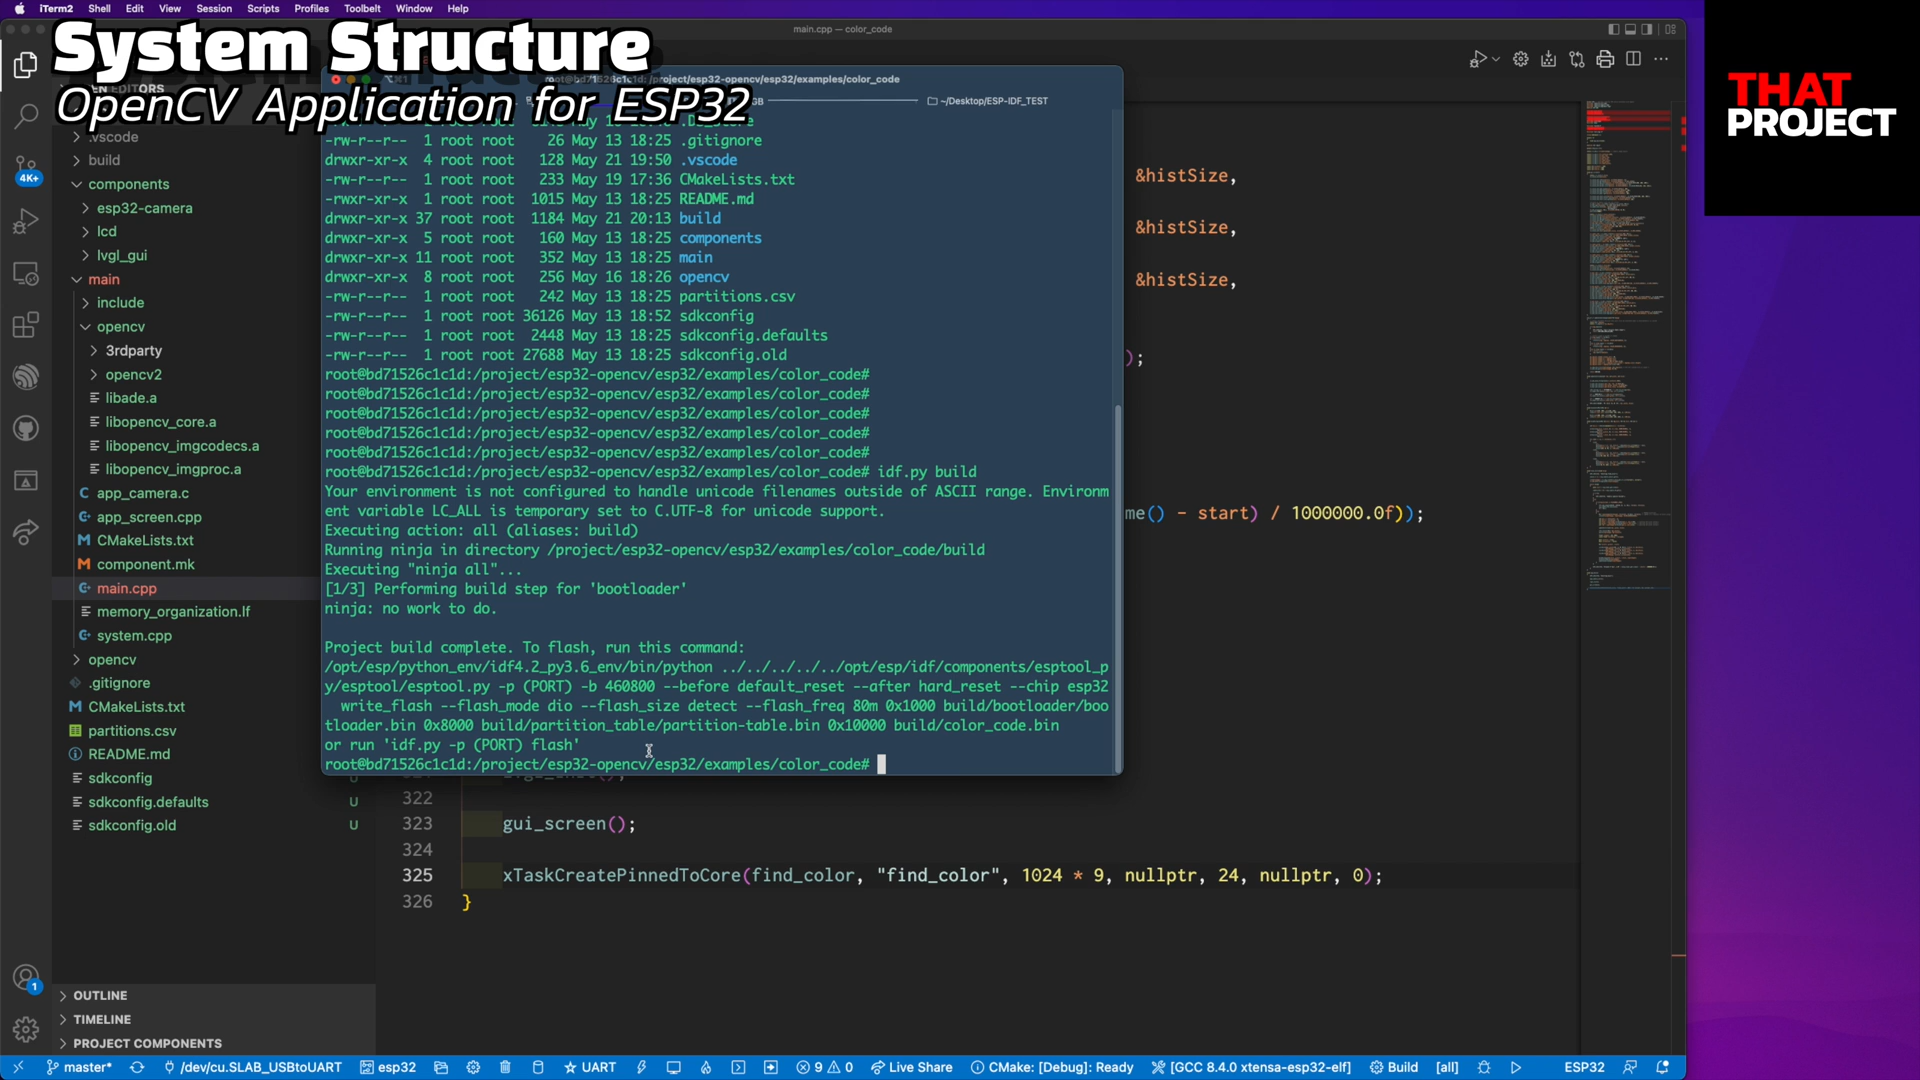 iTerm2 Shell Edit View Session Scripts Profiles Toolbelt Window Help
main.cpp — color_code
System Structure
OpenCV Application for ESP32
THAT
PROJECT
EDITORS
.vscode
build
components
esp32-camera
lcd
lvgl_gui
main
include
opencv
3rdparty
opencv2
libade.a
libopencv_core.a
libopencv_imgcodecs.a
libopencv_imgproc.a
app_camera.c
app_screen.cpp
CMakeLists.txt
component.mk
main.cpp
memory_organization.lf
system.cpp
opencv
.gitignore
CMakeLists.txt
partitions.csv
README.md
sdkconfig
sdkconfig.defaults U
sdkconfig.old U
OUTLINE
TIMELINE
PROJECT COMPONENTS
4K+
1
root@bd71526c1c1d:/project/esp32-opencv/esp32/examples/color_code
~/Desktop/ESP-IDF_TEST
-rw-r--r-- 1 root root 26 May 13 18:25 .gitignore
drwxr-xr-x 4 root root 128 May 21 19:50 .vscode
-rw-r--r-- 1 root root 233 May 19 17:36 CMakeLists.txt
-rw-r--r-- 1 root root 1015 May 13 18:25 README.md
drwxr-xr-x 37 root root 1184 May 21 20:13 build
drwxr-xr-x 5 root root 160 May 13 18:25 components
drwxr-xr-x 11 root root 352 May 13 18:25 main
drwxr-xr-x 8 root root 256 May 16 18:26 opencv
-rw-r--r-- 1 root root 242 May 13 18:25 partitions.csv
-rw-r--r-- 1 root root 36126 May 13 18:52 sdkconfig
-rw-r--r-- 1 root root 2448 May 13 18:25 sdkconfig.defaults
-rw-r--r-- 1 root root 27688 May 13 18:25 sdkconfig.old
root@bd71526c1c1d:/project/esp32-opencv/esp32/examples/color_code#
root@bd71526c1c1d:/project/esp32-opencv/esp32/examples/color_code#
root@bd71526c1c1d:/project/esp32-opencv/esp32/examples/color_code#
root@bd71526c1c1d:/project/esp32-opencv/esp32/examples/color_code#
root@bd71526c1c1d:/project/esp32-opencv/esp32/examples/color_code#
root@bd71526c1c1d:/project/esp32-opencv/esp32/examples/color_code# idf.py build
Your environment is not configured to handle unicode filenames outside of ASCII range. Environm
ent variable LC_ALL is temporary set to C.UTF-8 for unicode support.
Executing action: all (aliases: build)
Running ninja in directory /project/esp32-opencv/esp32/examples/color_code/build
Executing "ninja all"...
[1/3] Performing build step for 'bootloader'
ninja: no work to do.
Project build complete. To flash, run this command:
/opt/esp/python_env/idf4.2_py3.6_env/bin/python ../../../../../opt/esp/idf/components/esptool_p
y/esptool/esptool.py -p (PORT) -b 460800 --before default_reset --after hard_reset --chip esp32
write_flash --flash_mode dio --flash_size detect --flash_freq 80m 0x1000 build/bootloader/boo
tloader.bin 0x8000 build/partition_table/partition-table.bin 0x10000 build/color_code.bin
or run 'idf.py -p (PORT) flash'
root@bd71526c1c1d:/project/esp32-opencv/esp32/examples/color_code#
&histSize,
&histSize,
&histSize,
);
me() - start) / 1000000.0f));
322
323 gui_screen();
324
325 xTaskCreatePinnedToCore(find_color, "find_color", 1024 * 9, nullptr, 24, nullptr, 0);
326 }
master* /dev/cu.SLAB_USBtoUART esp32 UART 9 0 Live Share CMake: [Debug]: Ready [GCC 8.4.0 xtensa-esp32-elf] Build [all] ESP32